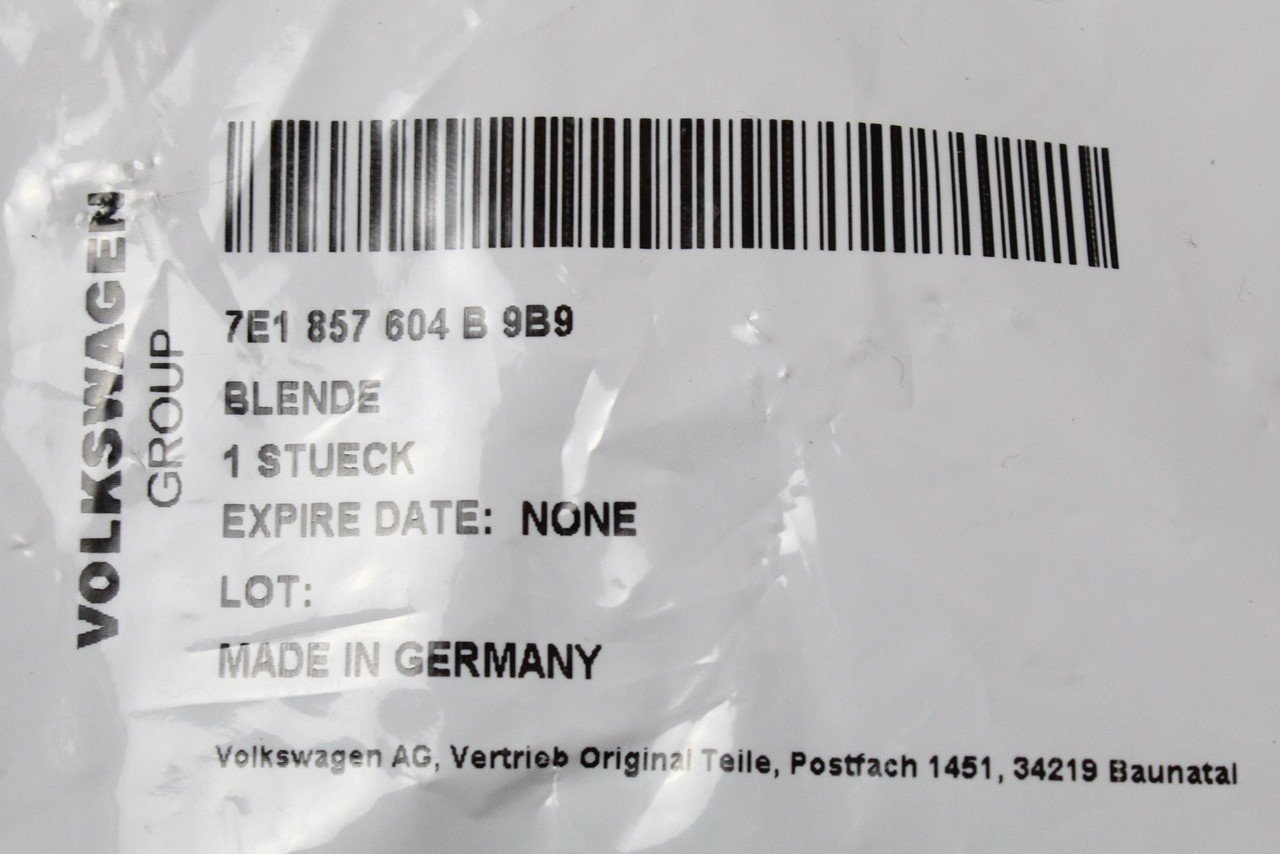 VOLKSWAGEN
GROUP
7E1 857 604 B 9B9
BLENDE
1 STUECK
EXPIRE DATE: NONE
LOT:
MADE IN GERMANY
Volkswagen AG, Vertrieb Original Teile, Postfach 1451, 34219 Baunatal